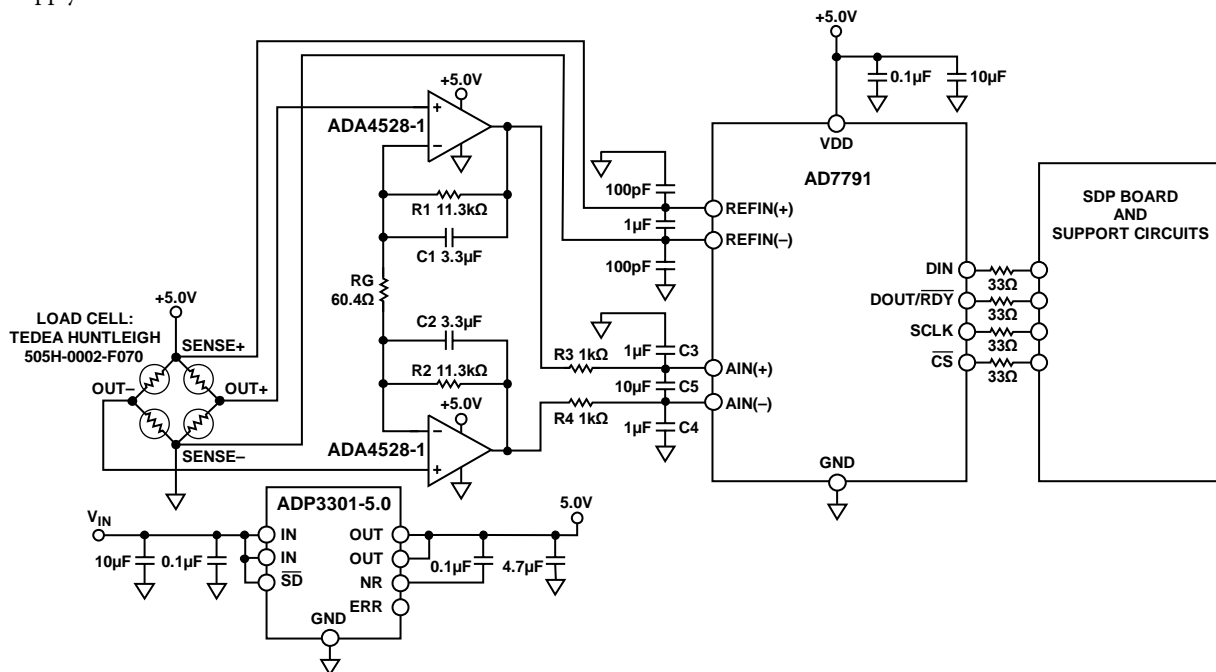 +5.0V
0.1µF
10µF
+5.0V
ADA4528-1
+
−
VDD
AD7791
100pF
REFIN(+)
1µF
REFIN(−)
100pF
R1 11.3kΩ
C1 3.3µF
RG
60.4Ω
SDP BOARD
AND
SUPPORT CIRCUITS
DIN
33Ω
DOUT/RDY
33Ω
SCLK
33Ω
CS
33Ω
+5.0V
LOAD CELL:
TEDEA HUNTLEIGH
505H-0002-F070
SENSE+
OUT−
OUT+
SENSE−
C2 3.3µF
R2 11.3kΩ
+5.0V
ADA4528-1
−
+
R3 1kΩ
1µF
C3
AIN(+)
10µF
C5
AIN(−)
R4 1kΩ
1µF
C4
GND
ADP3301-5.0
VIN
10µF
0.1µF
IN
IN
SD
OUT
OUT
NR
ERR
GND
0.1µF
4.7µF
5.0V